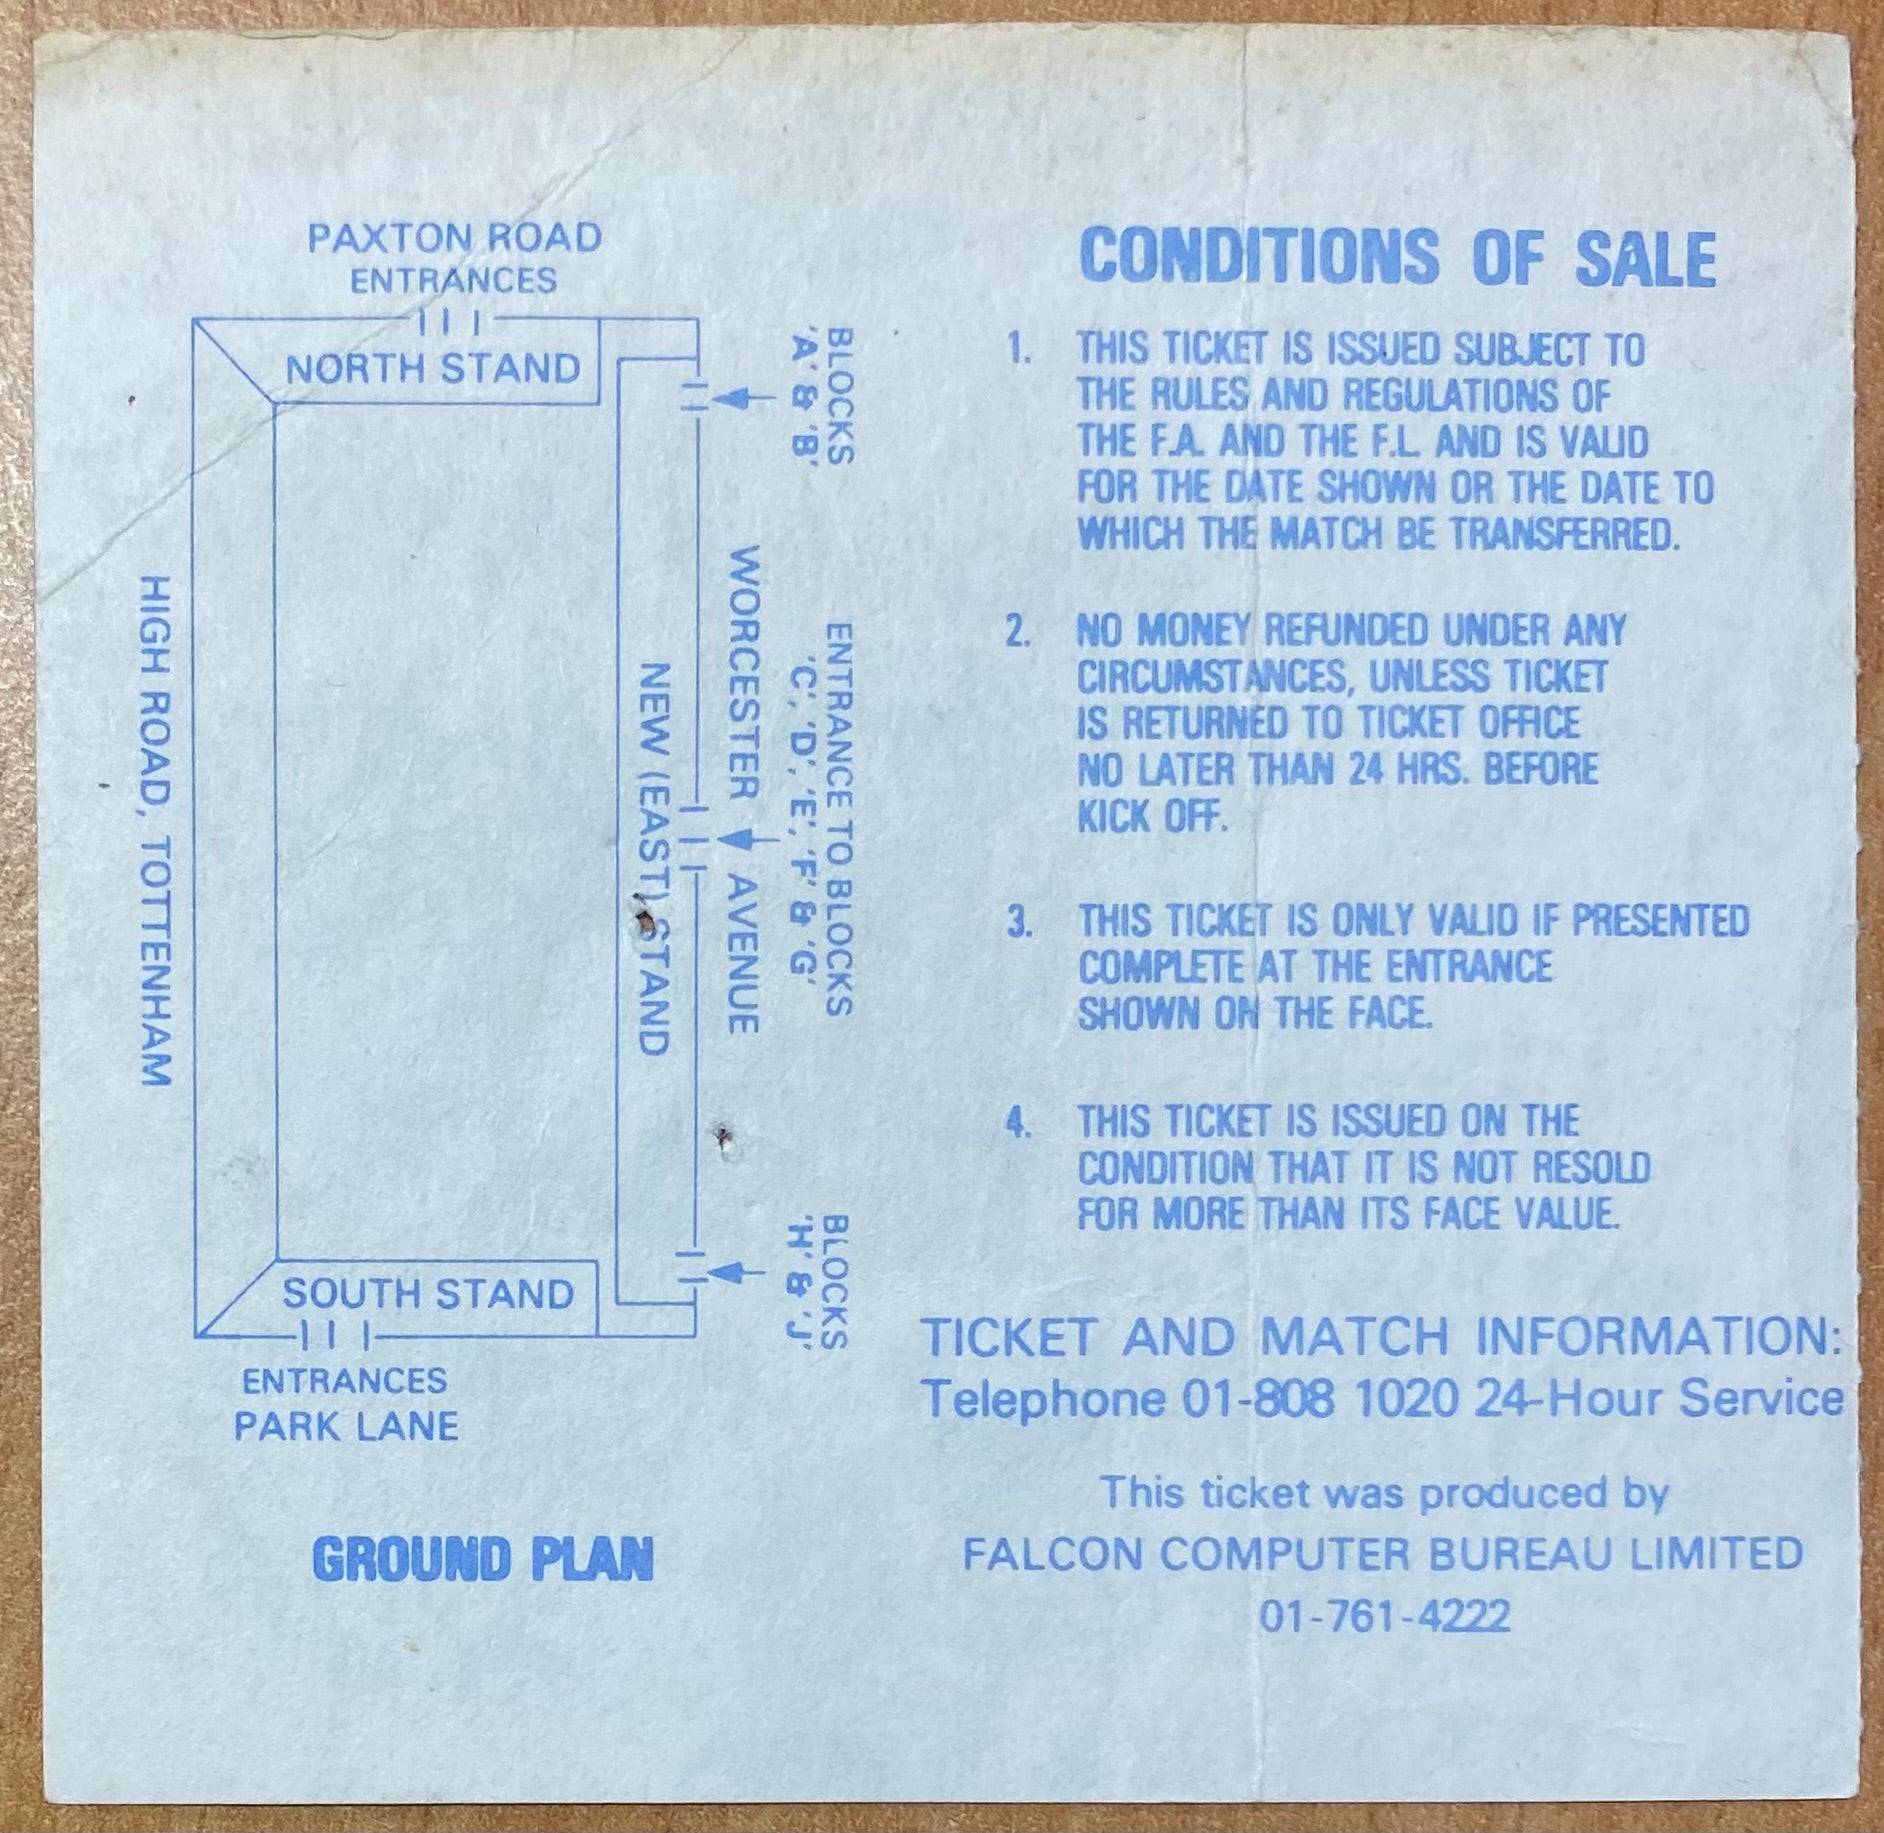 PAXTON ROAD
ENTRANCES
NORTH STAND
BLOCKS
'A' & 'B'
HIGH ROAD, TOTTENHAM
NEW (EAST) STAND
WORCESTER AVENUE
ENTRANCE TO BLOCKS
'C', 'D', 'E', 'F' & 'G'
BLOCKS
'H' & 'J'
SOUTH STAND
ENTRANCES
PARK LANE
GROUND PLAN
CONDITIONS OF SALE
1. THIS TICKET IS ISSUED SUBJECT TO
THE RULES AND REGULATIONS OF
THE F.A. AND THE F.L. AND IS VALID
FOR THE DATE SHOWN OR THE DATE TO
WHICH THE MATCH BE TRANSFERRED.
2. NO MONEY REFUNDED UNDER ANY
CIRCUMSTANCES, UNLESS TICKET
IS RETURNED TO TICKET OFFICE
NO LATER THAN 24 HRS. BEFORE
KICK OFF.
3. THIS TICKET IS ONLY VALID IF PRESENTED
COMPLETE AT THE ENTRANCE
SHOWN ON THE FACE.
4. THIS TICKET IS ISSUED ON THE
CONDITION THAT IT IS NOT RESOLD
FOR MORE THAN ITS FACE VALUE.
TICKET AND MATCH INFORMATION:
Telephone 01-808 1020 24-Hour Service
This ticket was produced by
FALCON COMPUTER BUREAU LIMITED
01-761-4222